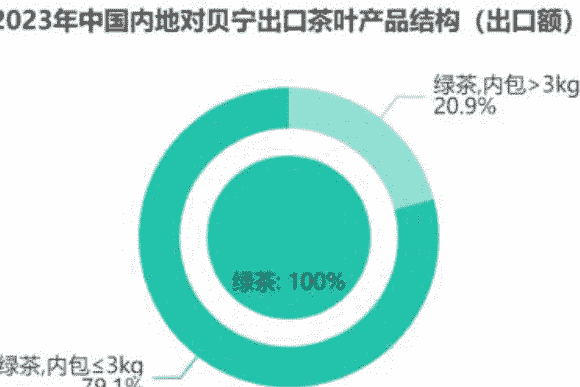 2023年中国内地对贝宁出口茶叶产品结构（出口额）
绿茶,内包>3kg
20.9%
绿茶: 100%
绿茶,内包≤3kg
79.1%